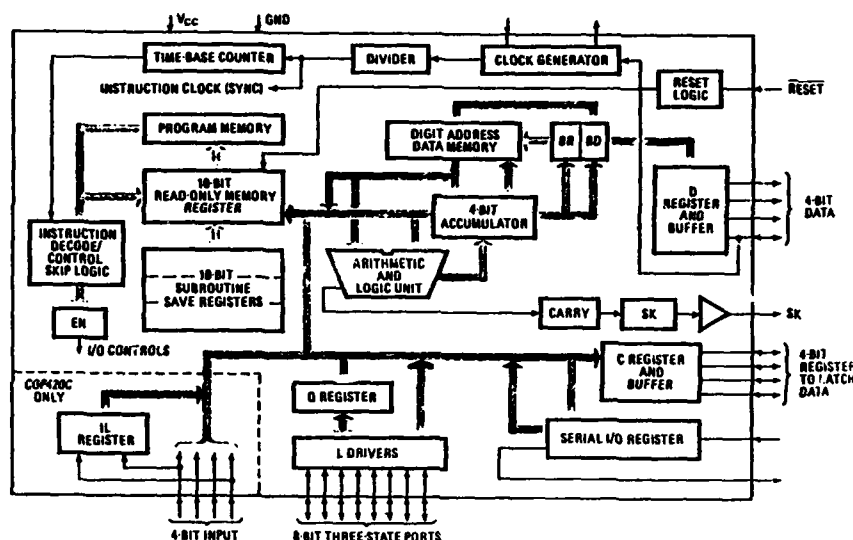 VCC GND
TIME-BASE COUNTER
DIVIDER
CLOCK GENERATOR
INSTRUCTION CLOCK (SYNC)
RESET
LOGIC
RESET
PROGRAM MEMORY
DIGIT ADDRESS
DATA MEMORY
BR BD
10-BIT
READ-ONLY MEMORY
REGISTER
4-BIT
ACCUMULATOR
D
REGISTER
AND
BUFFER
4-BIT
DATA
INSTRUCTION
DECODE/
CONTROL
SKIP LOGIC
10-BIT
SUBROUTINE
SAVE REGISTERS
ARITHMETIC AND
LOGIC UNIT
EN
I/O CONTROLS
CARRY
SK
SK
COP420C
ONLY
IL
REGISTER
Q REGISTER
C REGISTER
AND
BUFFER
4-BIT
REGISTER
TO LATCH
DATA
L DRIVERS
SERIAL I/O REGISTER
4-BIT INPUT
8-BIT THREE-STATE PORTS